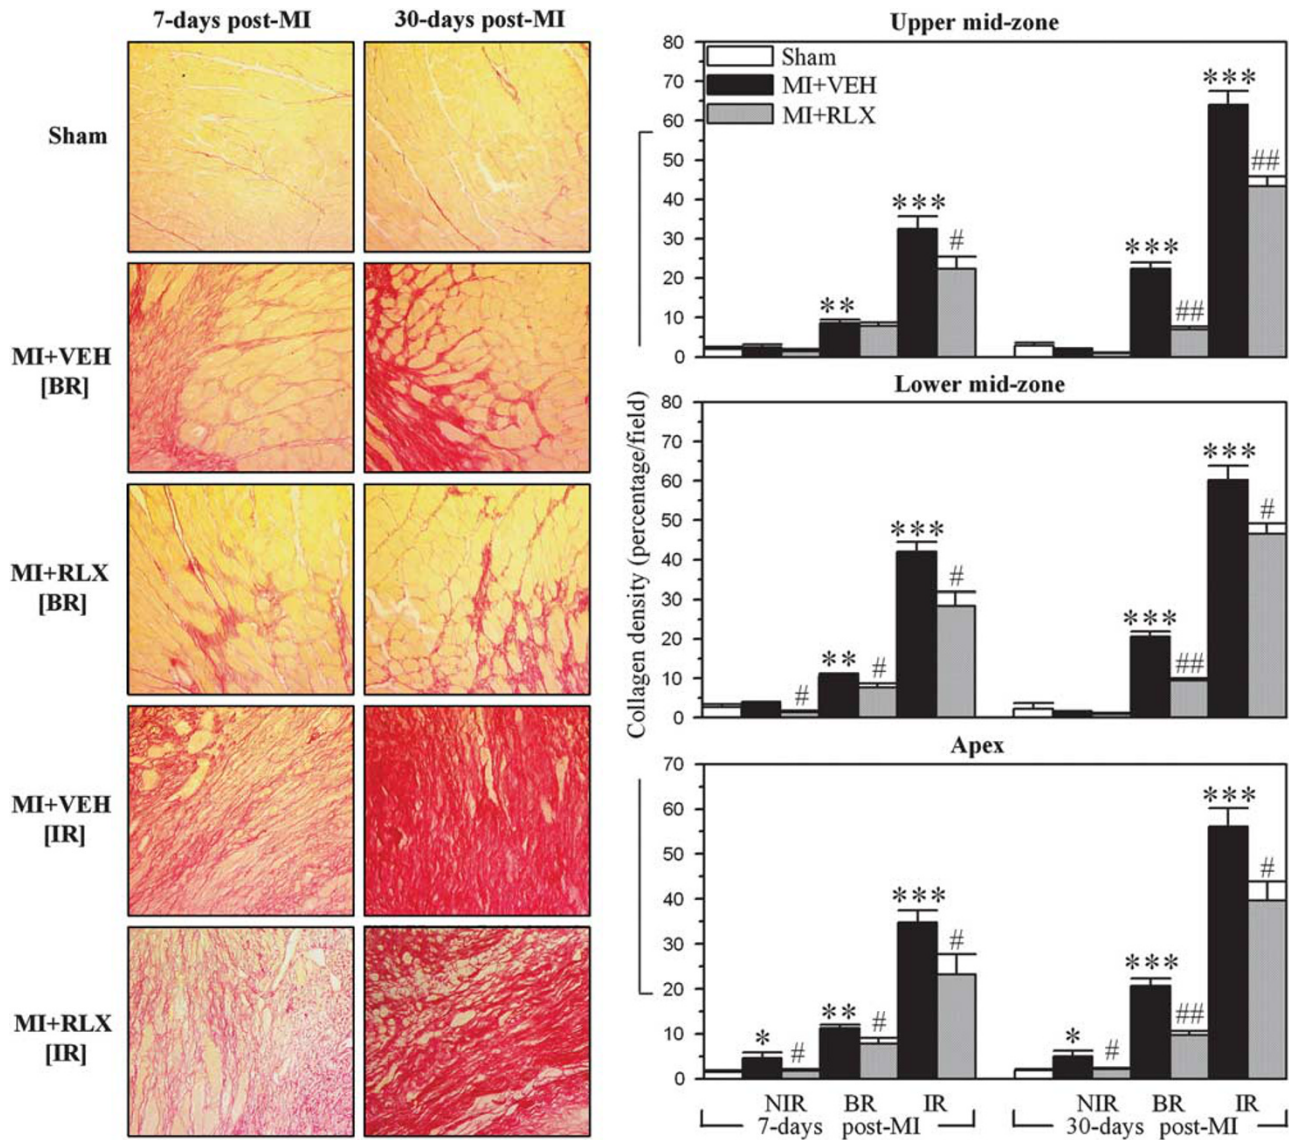 7-days post-MI
30-days post-MI
Sham
MI+VEH
[BR]
MI+RLX
[BR]
MI+VEH
[IR]
MI+RLX
[IR]
Collagen density (percentage/field)
Upper mid-zone
80
70
60
50
40
30
20
10
0
Sham
MI+VEH
MI+RLX
**
***
#
***
##
***
##
Lower mid-zone
80
70
60
50
40
30
20
10
0
#
**
#
***
#
***
##
***
#
Apex
70
60
50
40
30
20
10
0
*
#
**
#
***
#
*
#
***
##
***
#
NIR BR IR NIR BR IR
7-days post-MI 30-days post-MI